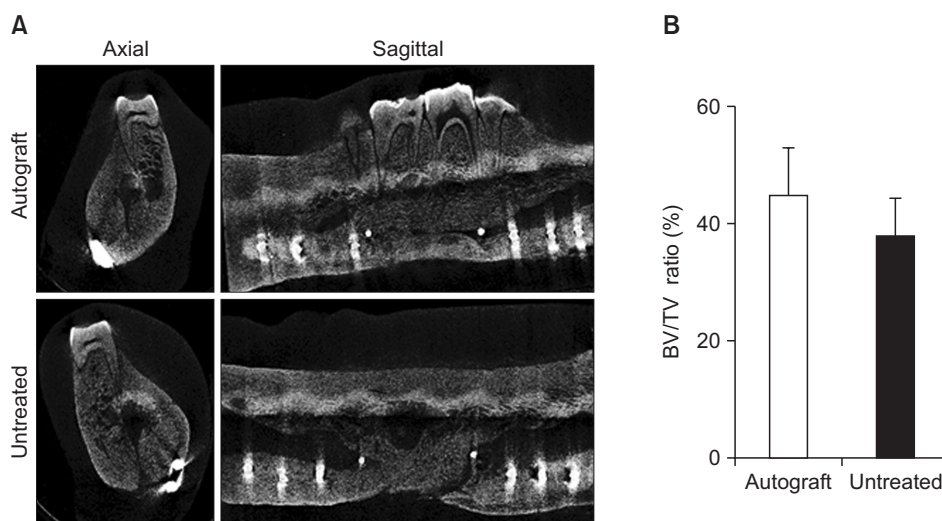 A
Axial
Sagittal
Autograft
Untreated
B
BV/TV ratio (%)
60
40
20
0
Autograft
Untreated